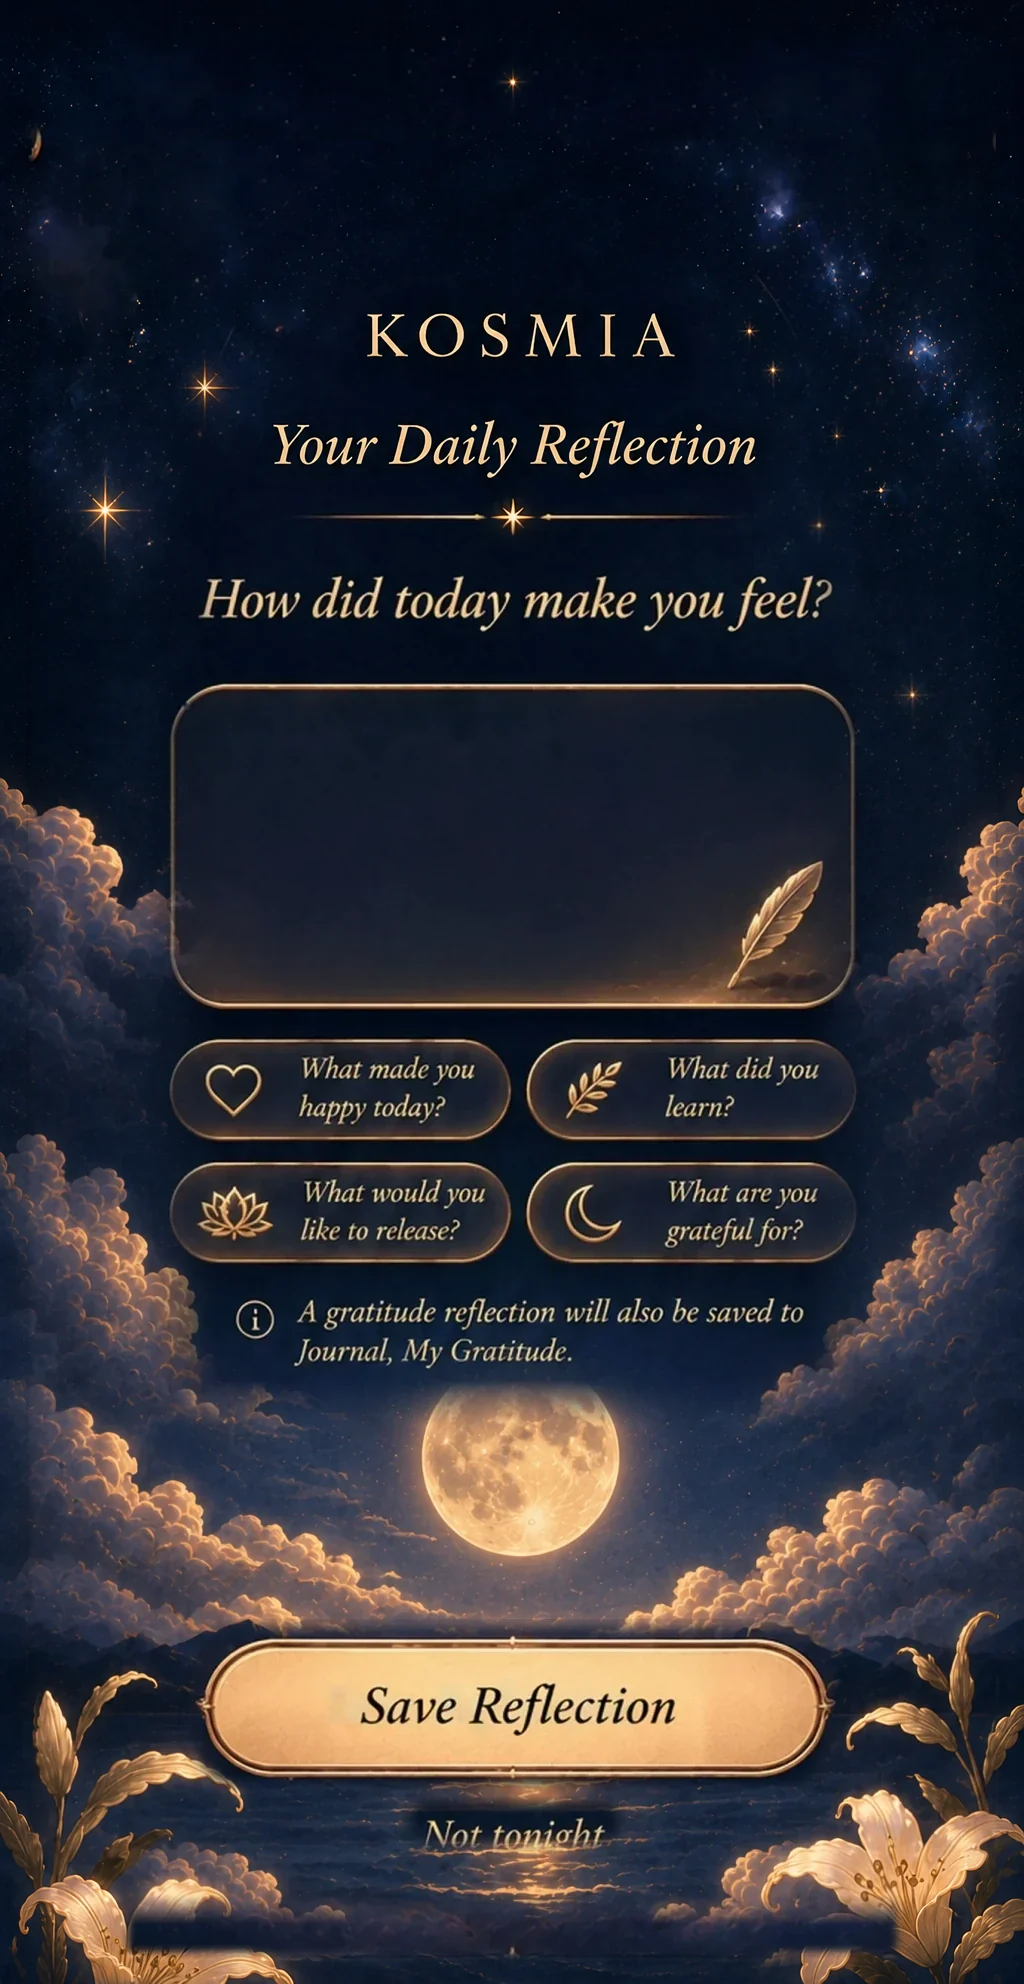 KOSMIA
Your Daily Reflection
How did today make you feel?
What made you
happy today?
What did you
learn?
What would you
like to release?
What are you
grateful for?
A gratitude reflection will also be saved to
Journal, My Gratitude.
Save Reflection
Not tonight